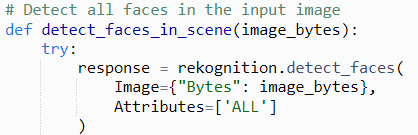 # Detect all faces in the input image
def detect_faces_in_scene(image_bytes):
    try:
        response = rekognition.detect_faces(
            Image={"Bytes": image_bytes},
            Attributes=['ALL']
        )